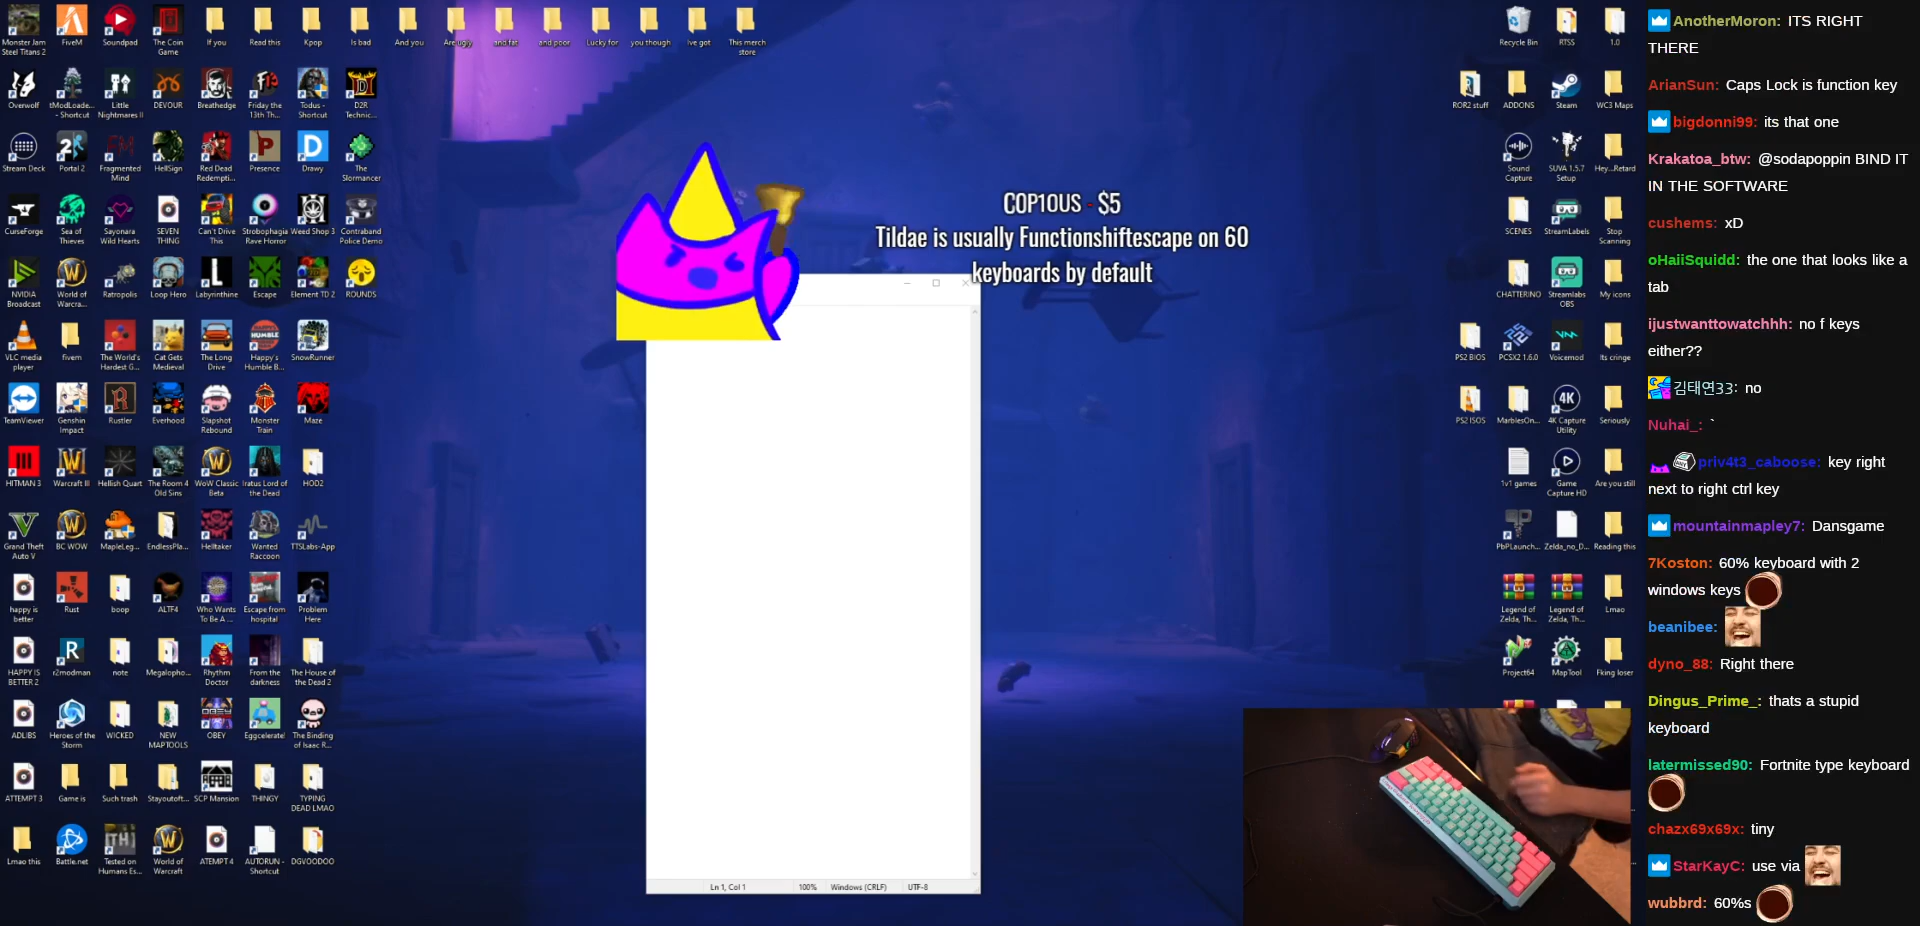 Monster Jam Steel Titans 2
FiveM
Soundpad
The Coin Game
If you
Read this
Kpop
Is bad
And you
Are ugly
and fat
and poor
Lucky for
you though
Ive got
This merch store
Overwolf
tModLoade... - Shortcut
Little Nightmares II
DEVOUR
Breathedge
Friday the 13th Th...
Todus - Shortcut
D2R Technic...
Stream Deck
Portal 2
Fragmented Mind
HellSign
Red Dead Redempti...
Presence
Drawy
The Slormancer
CurseForge
Sea of Thieves
Sayonara Wild Hearts
SEVEN THING
Can't Drive This
Strobophagia Rave Horror
Weed Shop 3
Contraband Police Demo
NVIDIA Broadcast
World of Warcra...
Ratropolis
Loop Hero
Labyrinthine
Escape
Element TD 2
ROUNDS
VLC media player
fivem
The World's Hardest G...
Cat Gets Medieval
The Long Drive
Happy's Humble B...
SnowRunner
TeamViewer
Genshin Impact
Rustler
Everhood
Slapshot Rebound
Monster Train
Maze
HITMAN 3
Warcraft III
Hellish Quart
The Room 4 Old Sins
WoW Classic Beta
Iratus Lord of the Dead
HOD2
Grand Theft Auto V
BC WOW
MapleLeg...
EndlessPla...
Helltaker
Wanted Raccoon
TTSLabs-App
happy is better
Rust
boop
ALTF4
Who Wants To Be A ...
Escape from hospital
Problem Here
HAPPY IS BETTER 2
r2modman
note
Megalopho...
Rhythm Doctor
From the darkness
The House of the Dead 2
ADLIBS
Heroes of the Storm
WICKED
NEW MAPTOOLS
OBEY
Eggcelerate!
The Binding of Isaac R...
ATTEMPT 3
Game is
Such trash
Stayoutoft...
SCP Mansion
THINGY
TYPING DEAD LMAO
Lmao this
Battle.net
Tested on Humans Es...
World of Warcraft
ATEMPT 4
AUTORUN - Shortcut
DGVOODOO
COP1OUS - $5
Tildae is usually Functionshiftescape on 60
keyboards by default
Ln 1, Col 1
100%
Windows (CRLF)
UTF-8
Recycle Bin
RTSS
1.0
ROR2 stuff
ADDONS
Steam
WC3 Maps
Sound Capture
SUVA 1.5.7 Setup
Hey...Retard
SCENES
StreamLabels
Stop Scanning
CHATTERINO
Streamlabs OBS
My icons
PS2 BIOS
PCSX2 1.6.0
Voicemod
Its cringe
PS2 ISOS
MarblesOn...
4K Capture Utility
Seriously
1v1 games
Game Capture HD
Are you still
PbPLaunch...
Zelda_no_D...
Reading this
Legend of Zelda, Th...
Legend of Zelda, Th...
Lmao
Project64
MapTool
Fking loser
AnotherMoron: ITS RIGHT
THERE
ArianSun: Caps Lock is function key
bigdonni99: its that one
Krakatoa_btw: @sodapoppin BIND IT
IN THE SOFTWARE
cushems: xD
oHaiiSquidd: the one that looks like a
tab
ijustwanttowatchhh: no f keys
either??
김태연33: no
Nuhai_: `
priv4t3_caboose: key right
next to right ctrl key
mountainmapley7: Dansgame
7Koston: 60% keyboard with 2
windows keys
beanibee:
dyno_88: Right there
Dingus_Prime_: thats a stupid
keyboard
latermissed90: Fortnite type keyboard
chazx69x69x: tiny
StarKayC: use via
wubbrd: 60%s